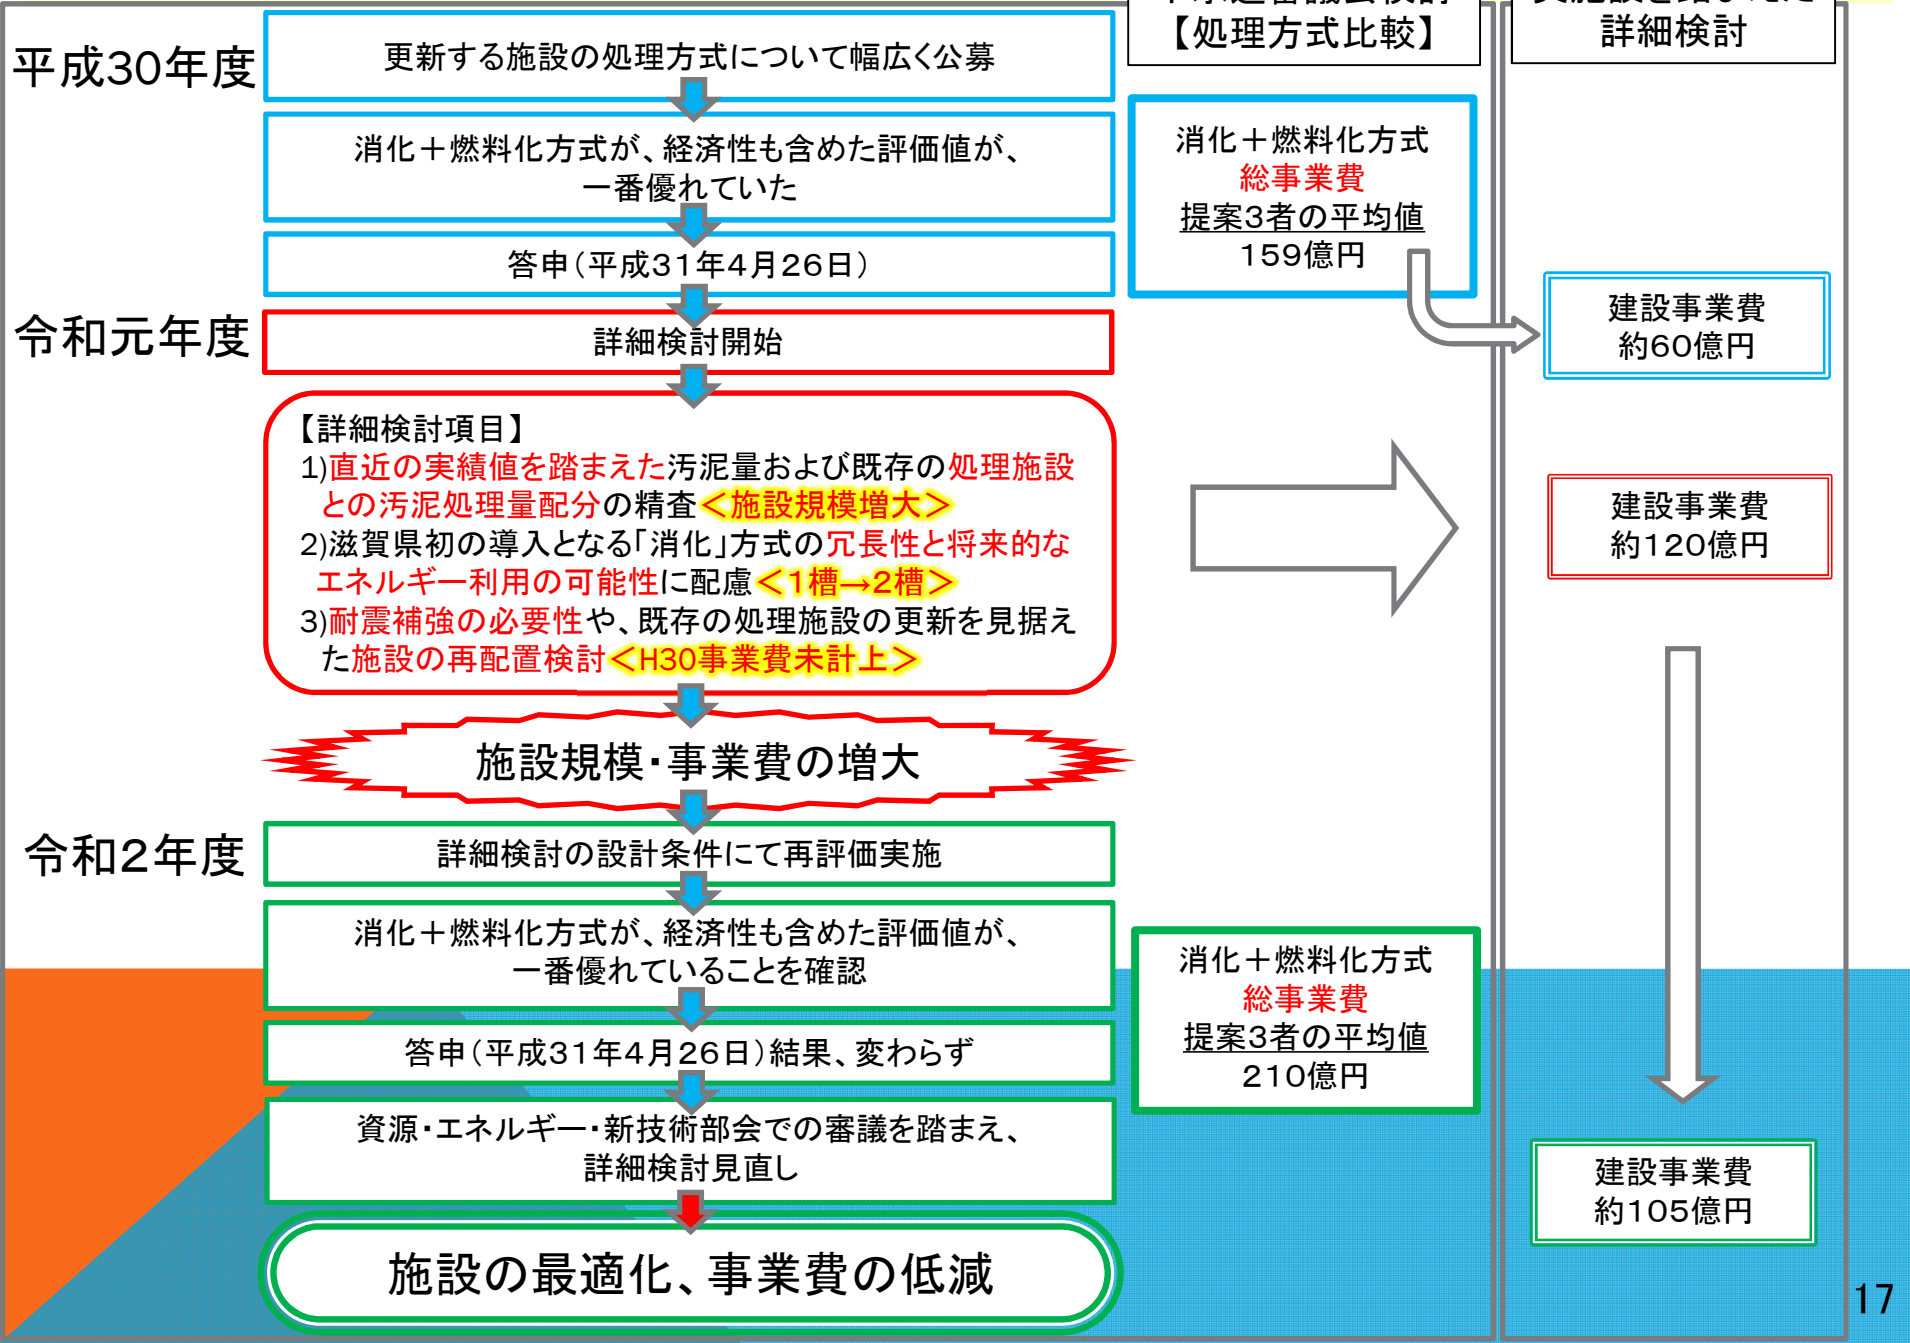 【処理方式比較】
詳細検討
平成30年度
更新する施設の処理方式について幅広く公募
消化＋燃料化方式が、経済性も含めた評価値が、
一番優れていた
答申（平成31年4月26日）
消化＋燃料化方式
総事業費
提案3者の平均値
159億円
建設事業費
約60億円
令和元年度
詳細検討開始
【詳細検討項目】
1)直近の実績値を踏まえた汚泥量および既存の処理施設
との汚泥処理量配分の精査＜施設規模増大＞
2)滋賀県初の導入となる「消化」方式の冗長性と将来的な
エネルギー利用の可能性に配慮＜1槽→2槽＞
3)耐震補強の必要性や、既存の処理施設の更新を見据え
た施設の再配置検討＜H30事業費未計上＞
建設事業費
約120億円
施設規模・事業費の増大
令和2年度
詳細検討の設計条件にて再評価実施
消化＋燃料化方式が、経済性も含めた評価値が、
一番優れていることを確認
答申（平成31年4月26日）結果、変わらず
消化＋燃料化方式
総事業費
提案3者の平均値
210億円
資源・エネルギー・新技術部会での審議を踏まえ、
詳細検討見直し
建設事業費
約105億円
施設の最適化、事業費の低減
17